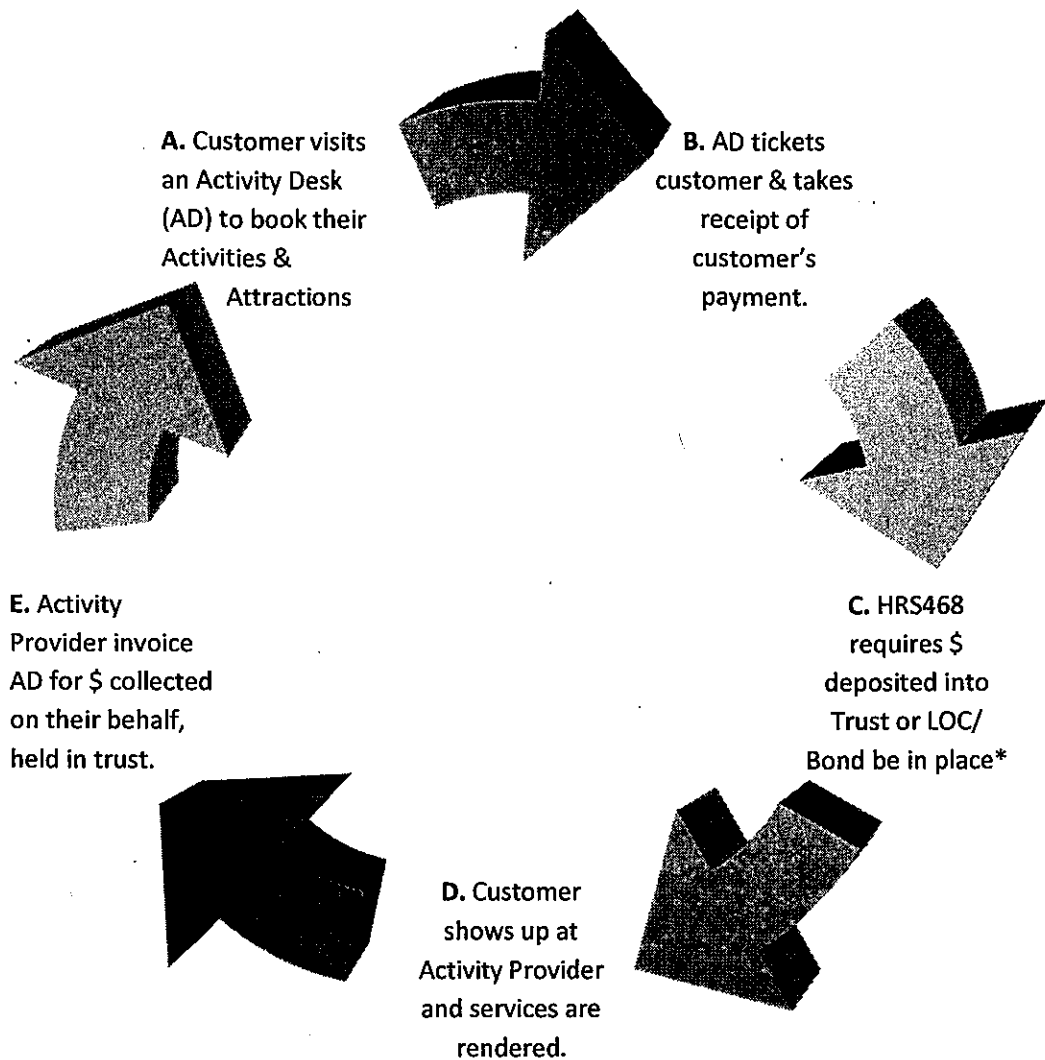 A. Customer visits
an Activity Desk
(AD) to book their
Activities &
Attractions
B. AD tickets
customer & takes
receipt of
customer's
payment.
C. HRS468
requires $
deposited into
Trust or LOC/
Bond be in place*
D. Customer
shows up at
Activity Provider
and services are
rendered.
E. Activity
Provider invoice
AD for $ collected
on their behalf,
held in trust.